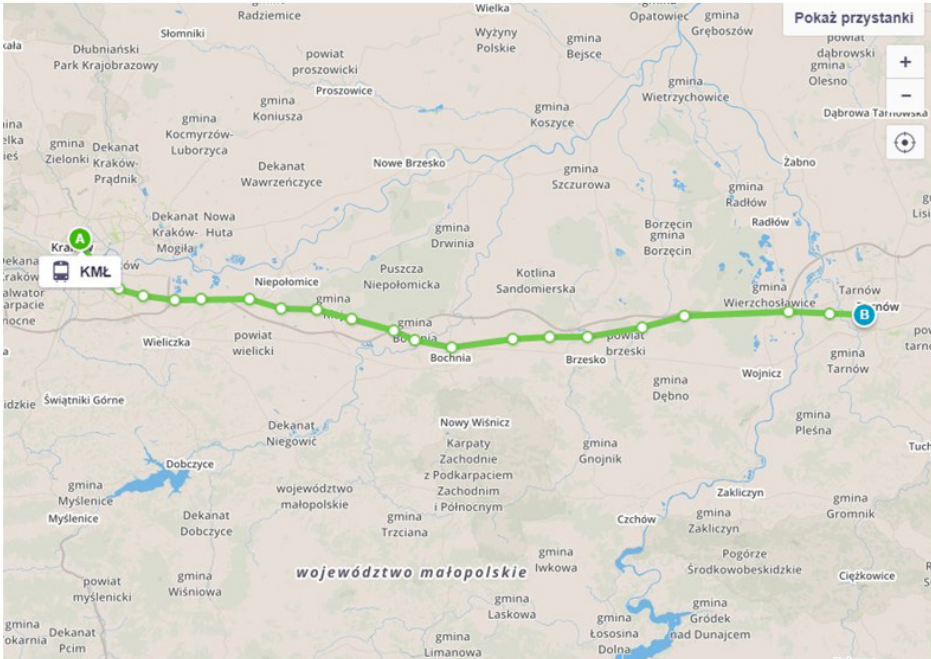 gmina
Radziemice
Słomniki
Wielka
gmina
Opatowiec
gmina
Gręboszów
Pokaż przystanki
Dłubniański
Park Krajobrazowy
powiat
proszowicki
Wyżyny
Polskie
gmina
Bejsce
powiat
dąbrowski
gmina
Olesno
+
−
Proszowice
gmina
Koniusza
gmina
Koszyce
gmina
Wietrzychowice
Dąbrowa Tarnowska
gmina
Kocmyrzów-
Luborzyca
gmina
Zielonki
Dekanat
Kraków-
Prądnik
Dekanat
Wawrzeńczyce
Nowe Brzesko
gmina
Szczurowa
Żabno
gmina
Radłów
Radłów
Dekanat Nowa
Kraków- Huta
Mogiła
gmina
Drwinia
Borzęcin
gmina
Borzęcin
A
KMŁ
Niepołomice
Puszcza
Niepołomicka
Kotlina
Sandomierska
gmina
Wierzchosławice
Tarnów
B
gmina
gmina
Bochnia
Wieliczka
powiat
wielicki
Brzesko
powiat
brzeski
gmina
Tarnów
Wojnicz
gmina
Dębno
Świątniki Górne
Dekanat
Niegowić
Nowy Wiśnicz
Karpaty
Zachodnie
z Podkarpaciem
Zachodnim
i Północnym
gmina
Gnojnik
gmina
Pleśna
Dobczyce
gmina
Myślenice
Myślenice
województwo
małopolskie
Dekanat
Dobczyce
gmina
Trzciana
Czchów
Zakliczyn
gmina
Zakliczyn
gmina
Gromnik
Pogórze
Środkowobeskidzkie
Ciężkowice
województwo małopolskie
gmina
Iwkowa
powiat
myślenicki
gmina
Wiśniowa
gmina
Laskowa
gmina
Łososina
Dolna
gmina
Gródek
nad Dunajcem
gmina
Dekanat
Pcim
gmina
Limanowa